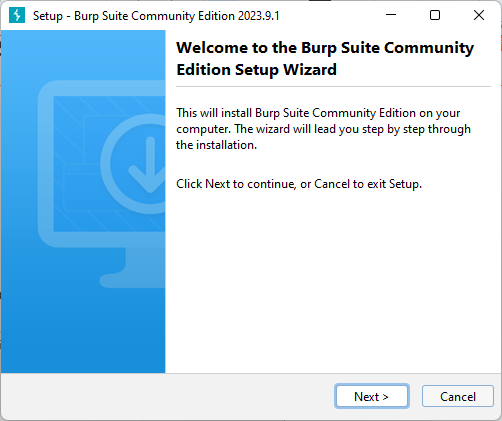 Setup - Burp Suite Community Edition 2023.9.1
Welcome to the Burp Suite Community
Edition Setup Wizard
This will install Burp Suite Community Edition on your
computer. The wizard will lead you step by step through
the installation.
Click Next to continue, or Cancel to exit Setup.
Next >
Cancel